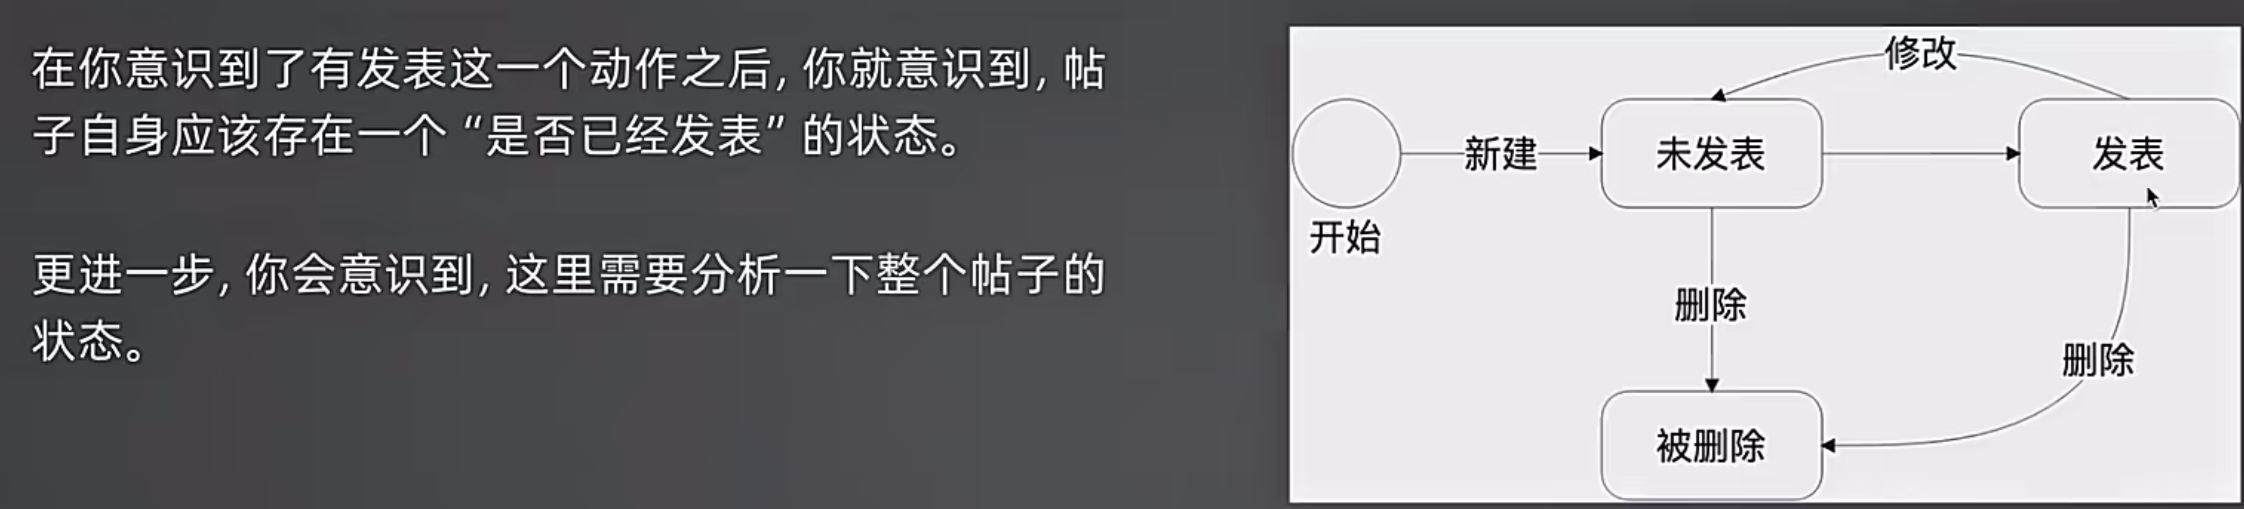 在你意识到了有发表这一个动作之后, 你就意识到, 帖
子自身应该存在一个 “是否已经发表” 的状态。
更进一步, 你会意识到, 这里需要分析一下整个帖子的
状态。
修改
新建
未发表
发表
开始
删除
删除
被删除